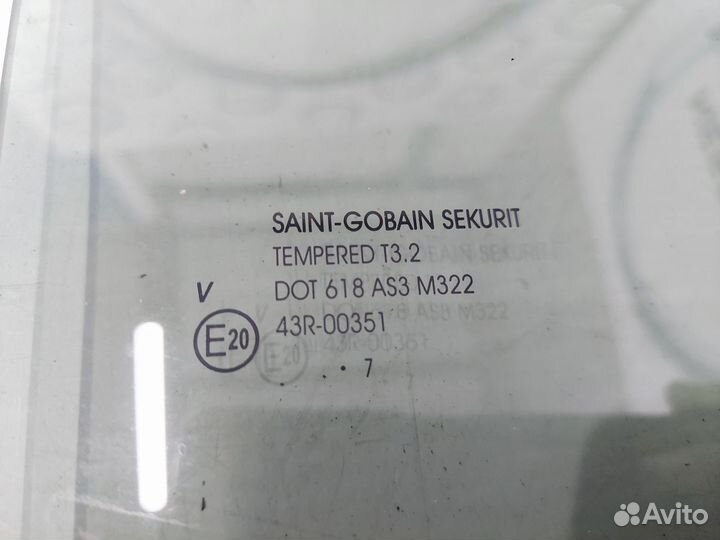 SAINT-GOBAIN SEKURIT
TEMPERED T3.2
V DOT 618 AS3 M322
E20 43R-00351
• 7
Avito